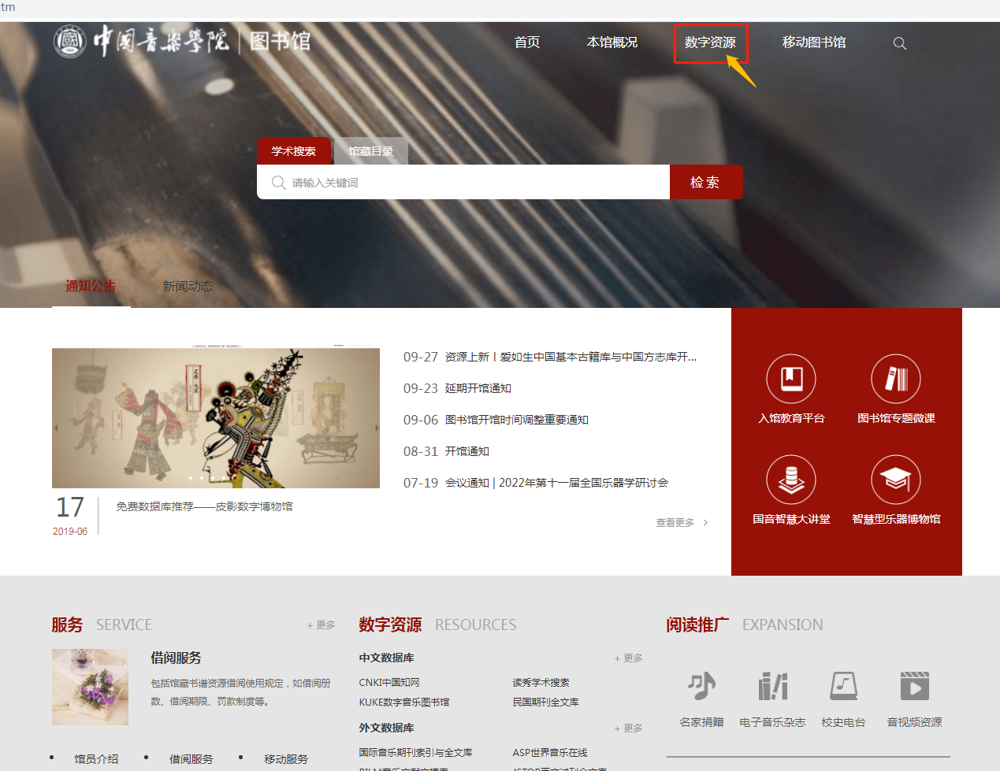 tm
中國音樂學院 | 图书馆
首页 本馆概况 数字资源 移动图书馆
学术搜索 馆藏目录
请输入关键词 检 索
通知公告 新闻动态
09-27 资源上新丨爱如生中国基本古籍库与中国方志库开...
09-23 延期开馆通知
09-06 图书馆开馆时间调整重要通知
08-31 开馆通知
07-19 会议通知 | 2022年第十一届全国乐器学研讨会
查看更多
17
2019-06
免费数据库推荐——皮影数字博物馆
入馆教育平台 图书馆专题微课
国音智慧大讲堂 智慧型乐器博物馆
服务 SERVICE + 更多
借阅服务
包括馆藏书谱资源借阅使用规定，如借阅册
数、借阅期限、罚款制度等。
• 馆员介绍 • 借阅服务 • 移动服务
数字资源 RESOURCES
中文数据库 + 更多
CNKI中国知网 读秀学术搜索
KUKE数字音乐图书馆 民国期刊全文库
外文数据库 + 更多
国际音乐期刊索引与全文库 ASP世界音乐在线
阅读推广 EXPANSION
名家捐赠 电子音乐杂志 校史电台 音视频资源